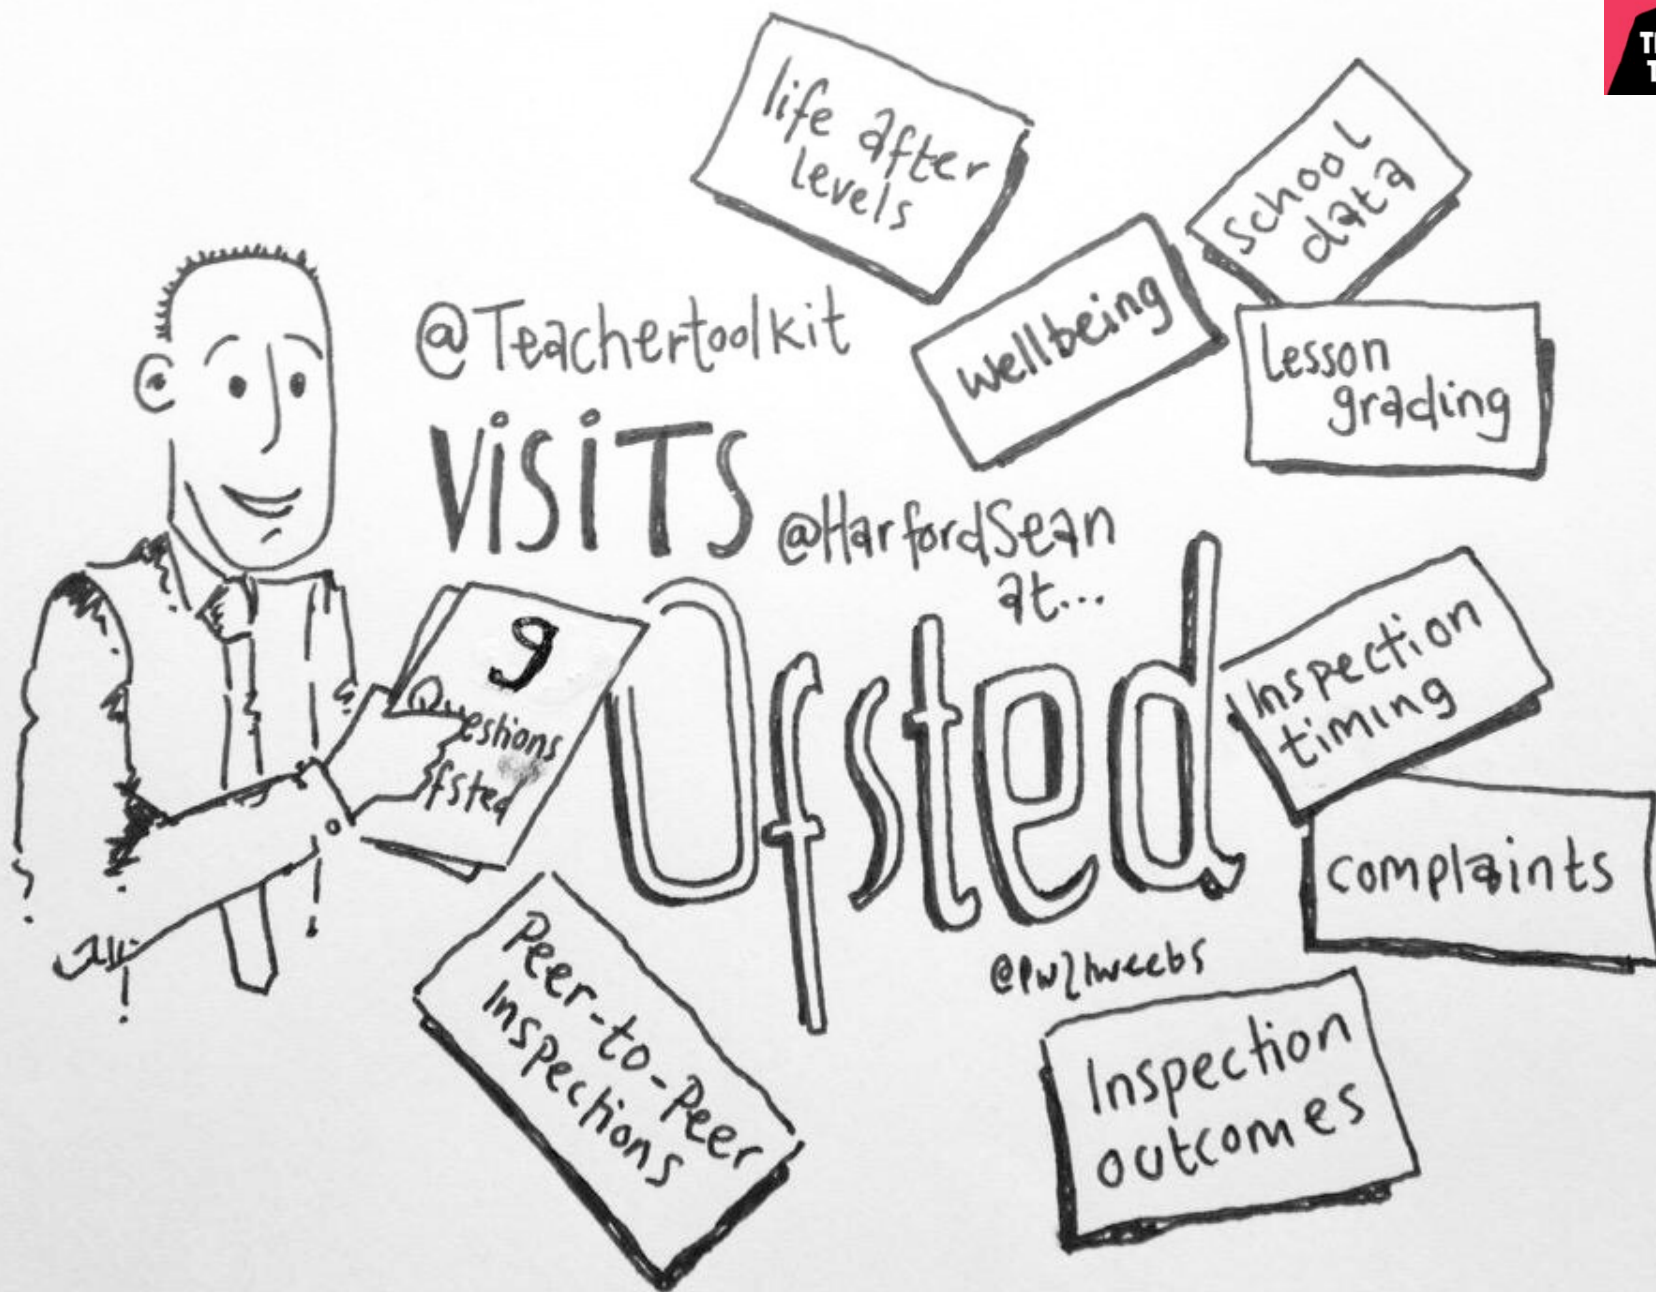 life after
levels
school
data
wellbeing
Lesson
grading
@Teachertoolkit
VISITS
@HarfordSean
at...
Ofsted
9
Questions
fsted
Inspection
timing
complaints
Peer-to-Peer
Inspections
Inspection
outcomes